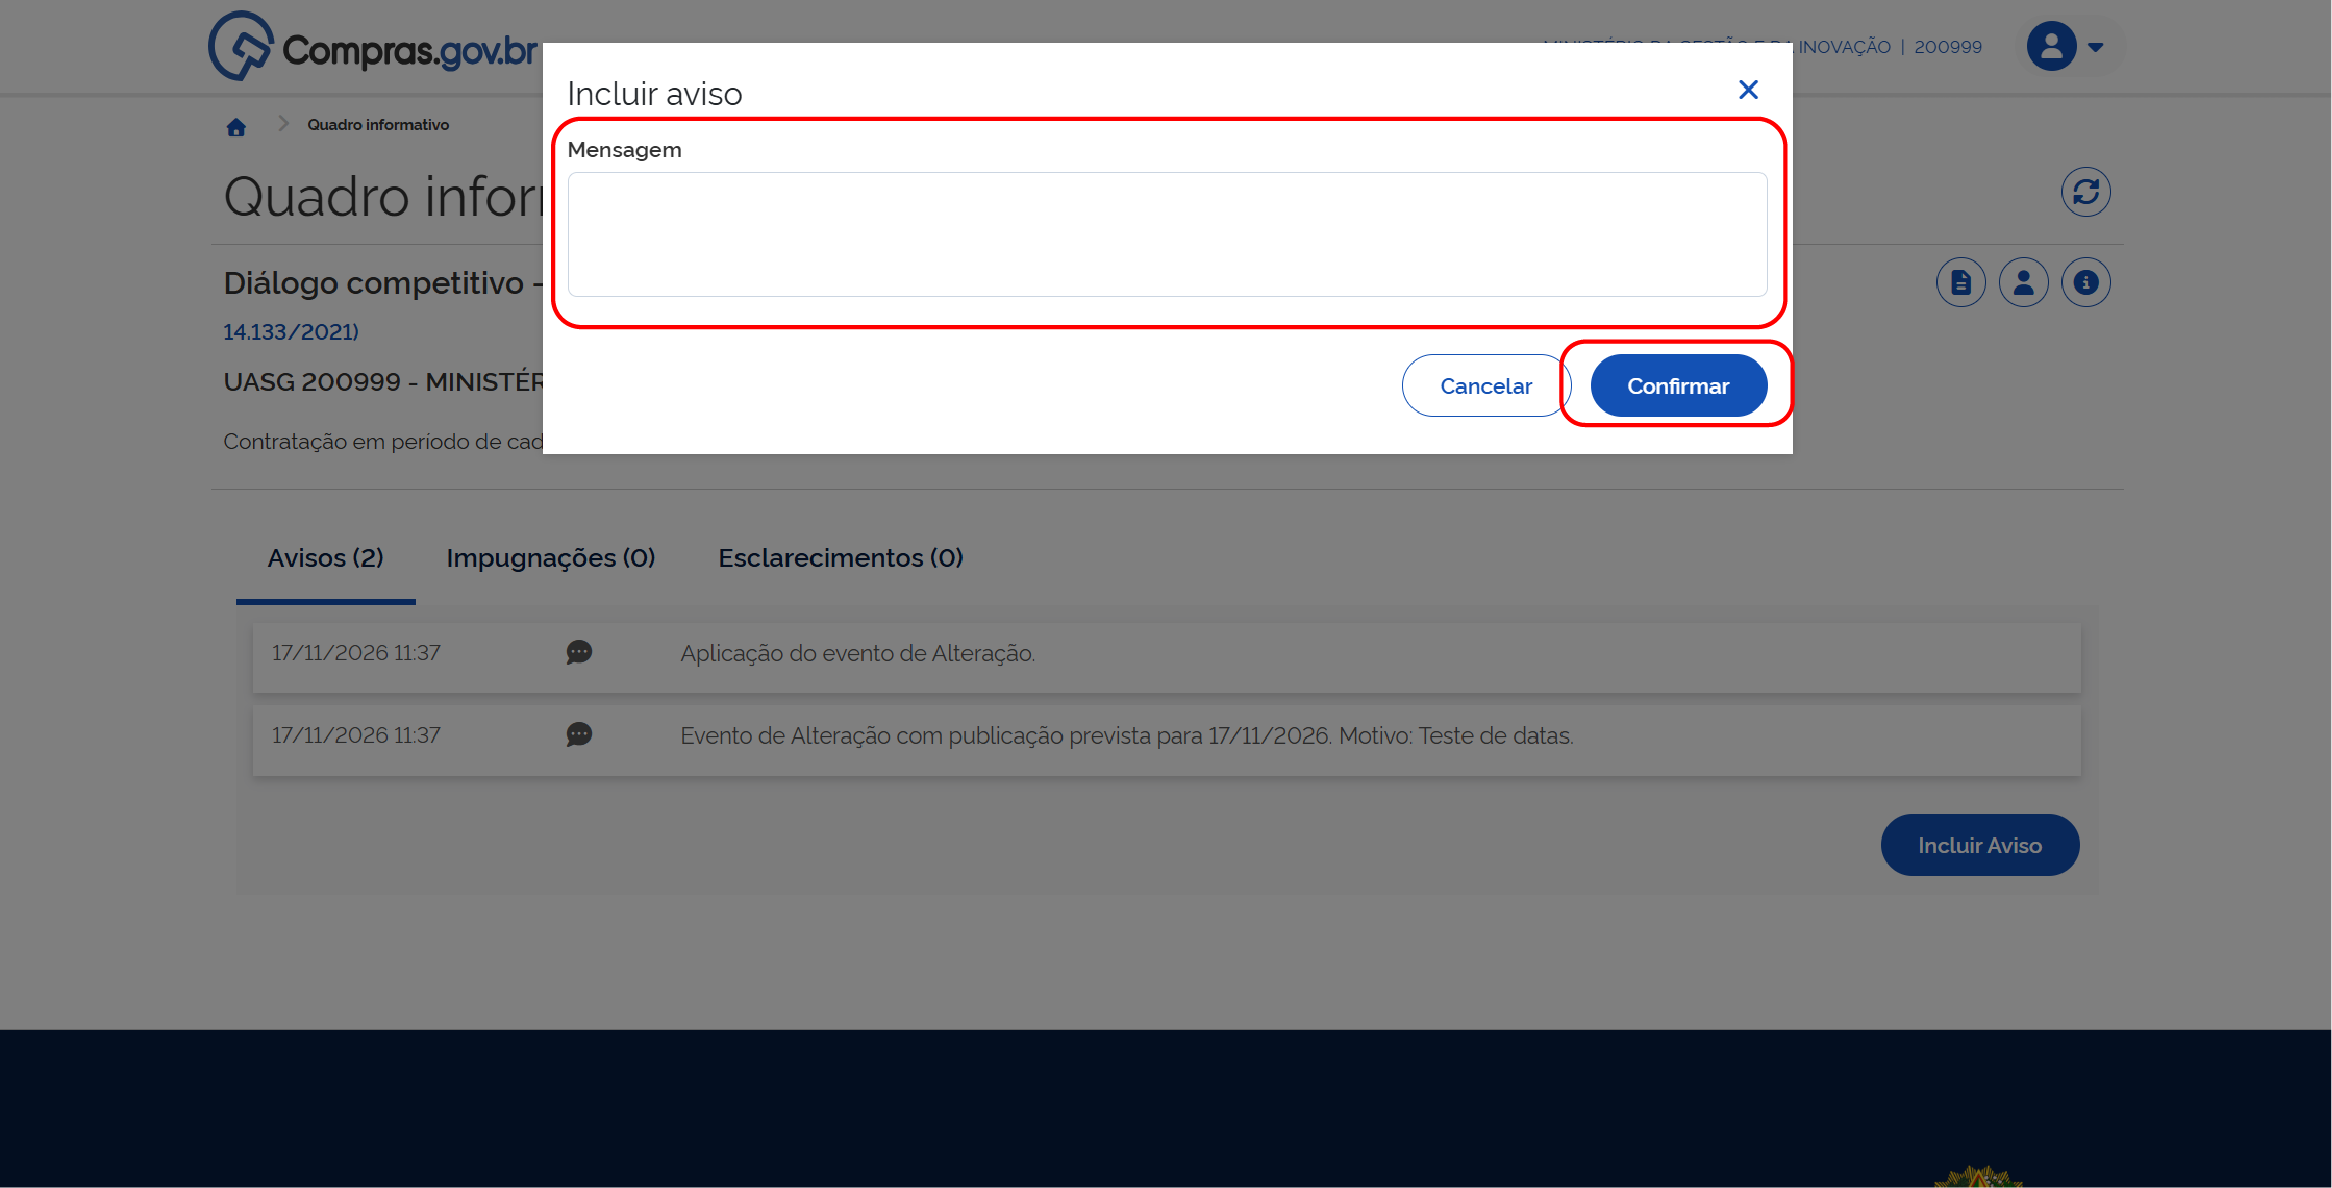 Compras.gov.br
INOVAÇÃO | 200999
Incluir aviso
Mensagem
Cancelar
Confirmar
Quadro informativo
Quadro infor
Diálogo competitivo -
14.133/2021)
UASG 200999 - MINISTÉR
Contratação em período de cad
Avisos (2)
Impugnações (0)
Esclarecimentos (0)
17/11/2026 11:37
Aplicação do evento de Alteração.
17/11/2026 11:37
Evento de Alteração com publicação prevista para 17/11/2026. Motivo: Teste de datas.
Incluir Aviso